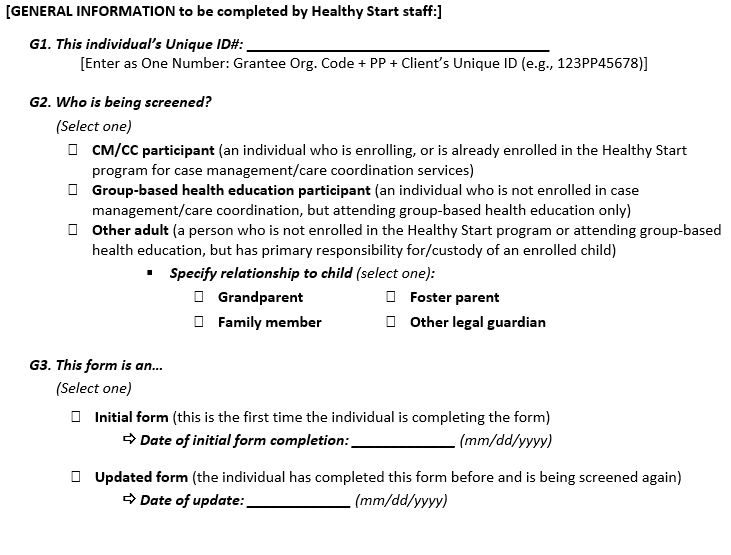 [GENERAL INFORMATION to be completed by Healthy Start staff:]
G1. This individual's Unique ID#: ___________________________________
[Enter as One Number: Grantee Org. Code + PP + Client's Unique ID (e.g., 123PP45678)]
G2. Who is being screened?
(Select one)
☐ CM/CC participant (an individual who is enrolling, or is already enrolled in the Healthy Start
program for case management/care coordination services)
☐ Group-based health education participant (an individual who is not enrolled in case
management/care coordination, but attending group-based health education only)
☐ Other adult (a person who is not enrolled in the Healthy Start program or attending group-based
health education, but has primary responsibility for/custody of an enrolled child)
▪ Specify relationship to child (select one):
☐ Grandparent ☐ Foster parent
☐ Family member ☐ Other legal guardian
G3. This form is an…
(Select one)
☐ Initial form (this is the first time the individual is completing the form)
⇨ Date of initial form completion: ____________ (mm/dd/yyyy)
☐ Updated form (the individual has completed this form before and is being screened again)
⇨ Date of update: ____________ (mm/dd/yyyy)